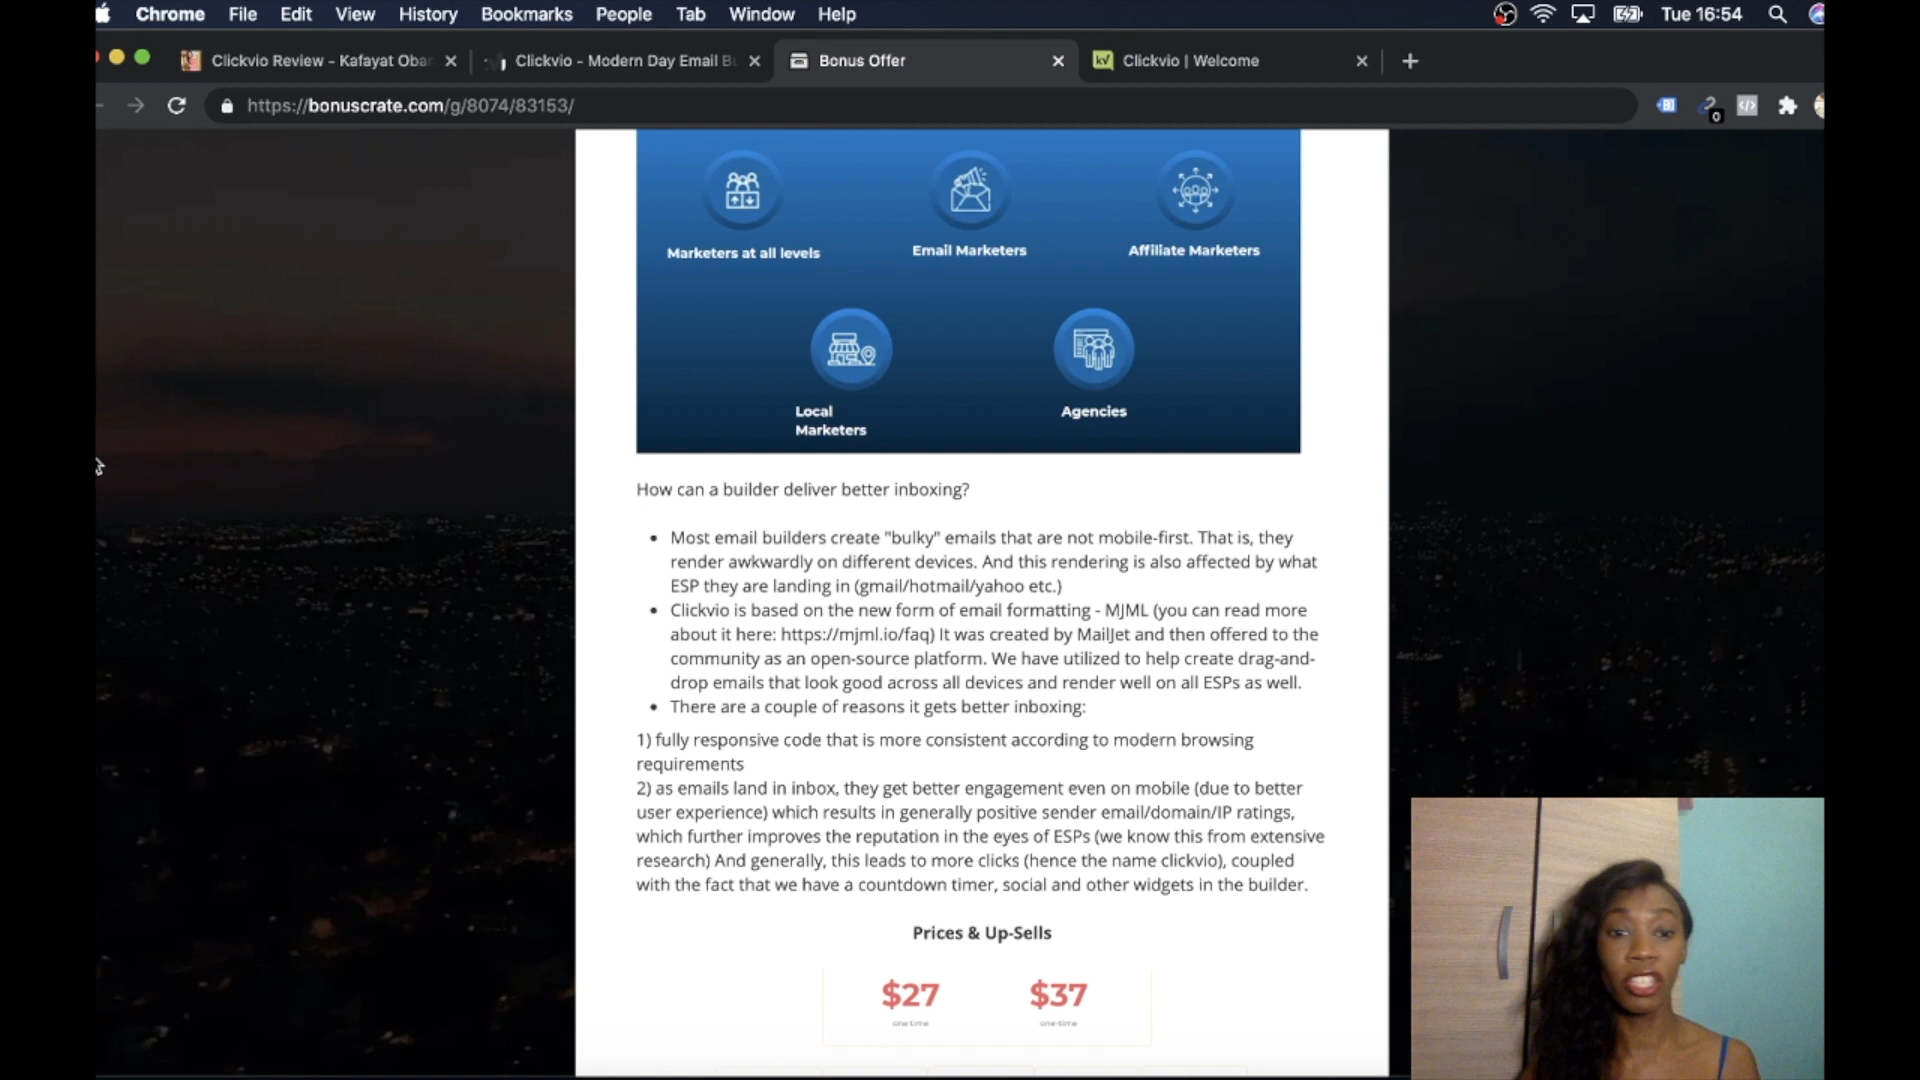 Chrome File Edit View History Bookmarks People Tab Window Help Tue 16:54
Clickvio Review - Kafayat Obar
Clickvio - Modern Day Email Bu
Bonus Offer
Clickvio | Welcome
https://bonuscrate.com/g/8074/83153/
0
Marketers at all levels
Email Marketers
Affiliate Marketers
Local
Marketers
Agencies
How can a builder deliver better inboxing?
• Most email builders create "bulky" emails that are not mobile-first. That is, they
render awkwardly on different devices. And this rendering is also affected by what
ESP they are landing in (gmail/hotmail/yahoo etc.)
• Clickvio is based on the new form of email formatting - MJML (you can read more
about it here: https://mjml.io/faq) It was created by MailJet and then offered to the
community as an open-source platform. We have utilized to help create drag-and-
drop emails that look good across all devices and render well on all ESPs as well.
• There are a couple of reasons it gets better inboxing:
1) fully responsive code that is more consistent according to modern browsing
requirements
2) as emails land in inbox, they get better engagement even on mobile (due to better
user experience) which results in generally positive sender email/domain/IP ratings,
which further improves the reputation in the eyes of ESPs (we know this from extensive
research) And generally, this leads to more clicks (hence the name clickvio), coupled
with the fact that we have a countdown timer, social and other widgets in the builder.
Prices & Up-Sells
$27 $37
one time one-time